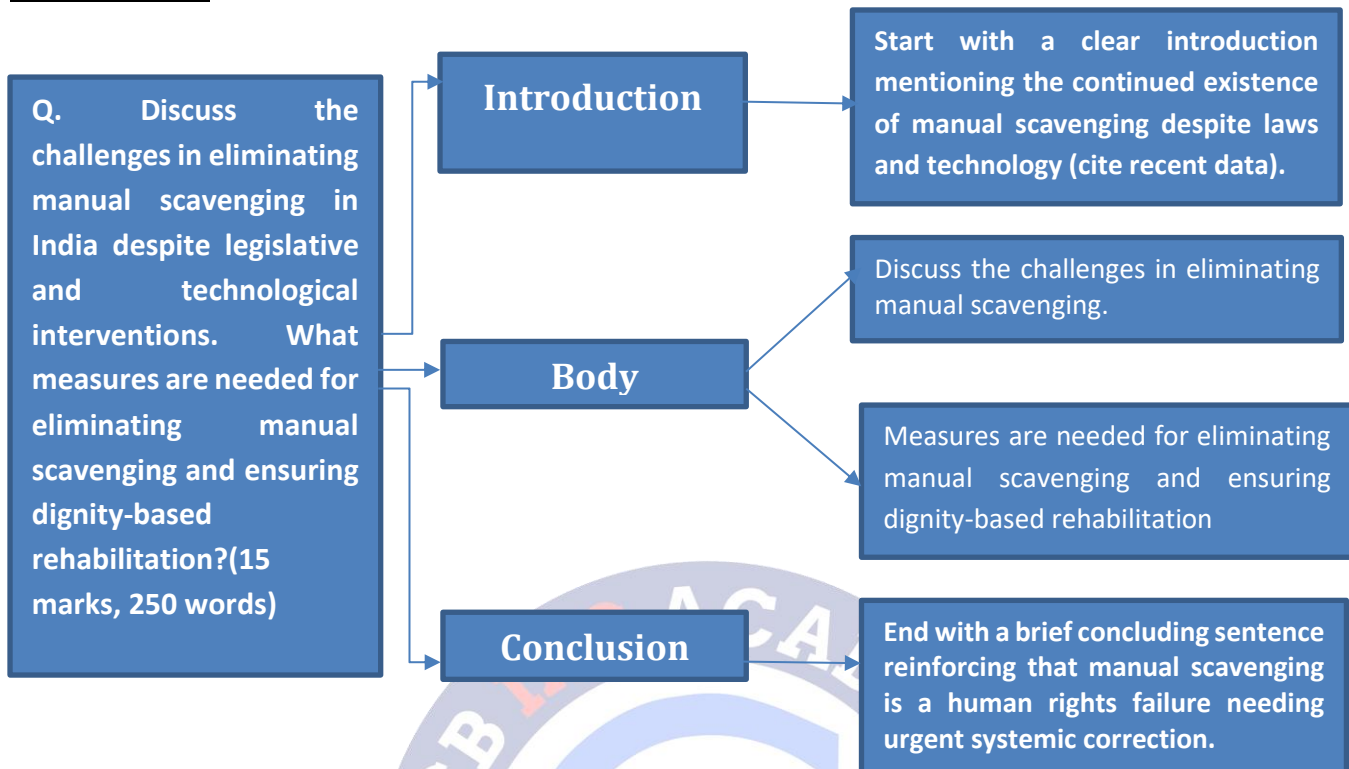 Q. Discuss the
challenges in eliminating
manual scavenging in
India despite legislative
and technological
interventions. What
measures are needed for
eliminating manual
scavenging and ensuring
dignity-based
rehabilitation?(15
marks, 250 words)
Introduction
Start with a clear introduction
mentioning the continued existence
of manual scavenging despite laws
and technology (cite recent data).
Body
Discuss the challenges in eliminating
manual scavenging.
Measures are needed for eliminating
manual scavenging and ensuring
dignity-based rehabilitation
Conclusion
End with a brief concluding sentence
reinforcing that manual scavenging
is a human rights failure needing
urgent systemic correction.